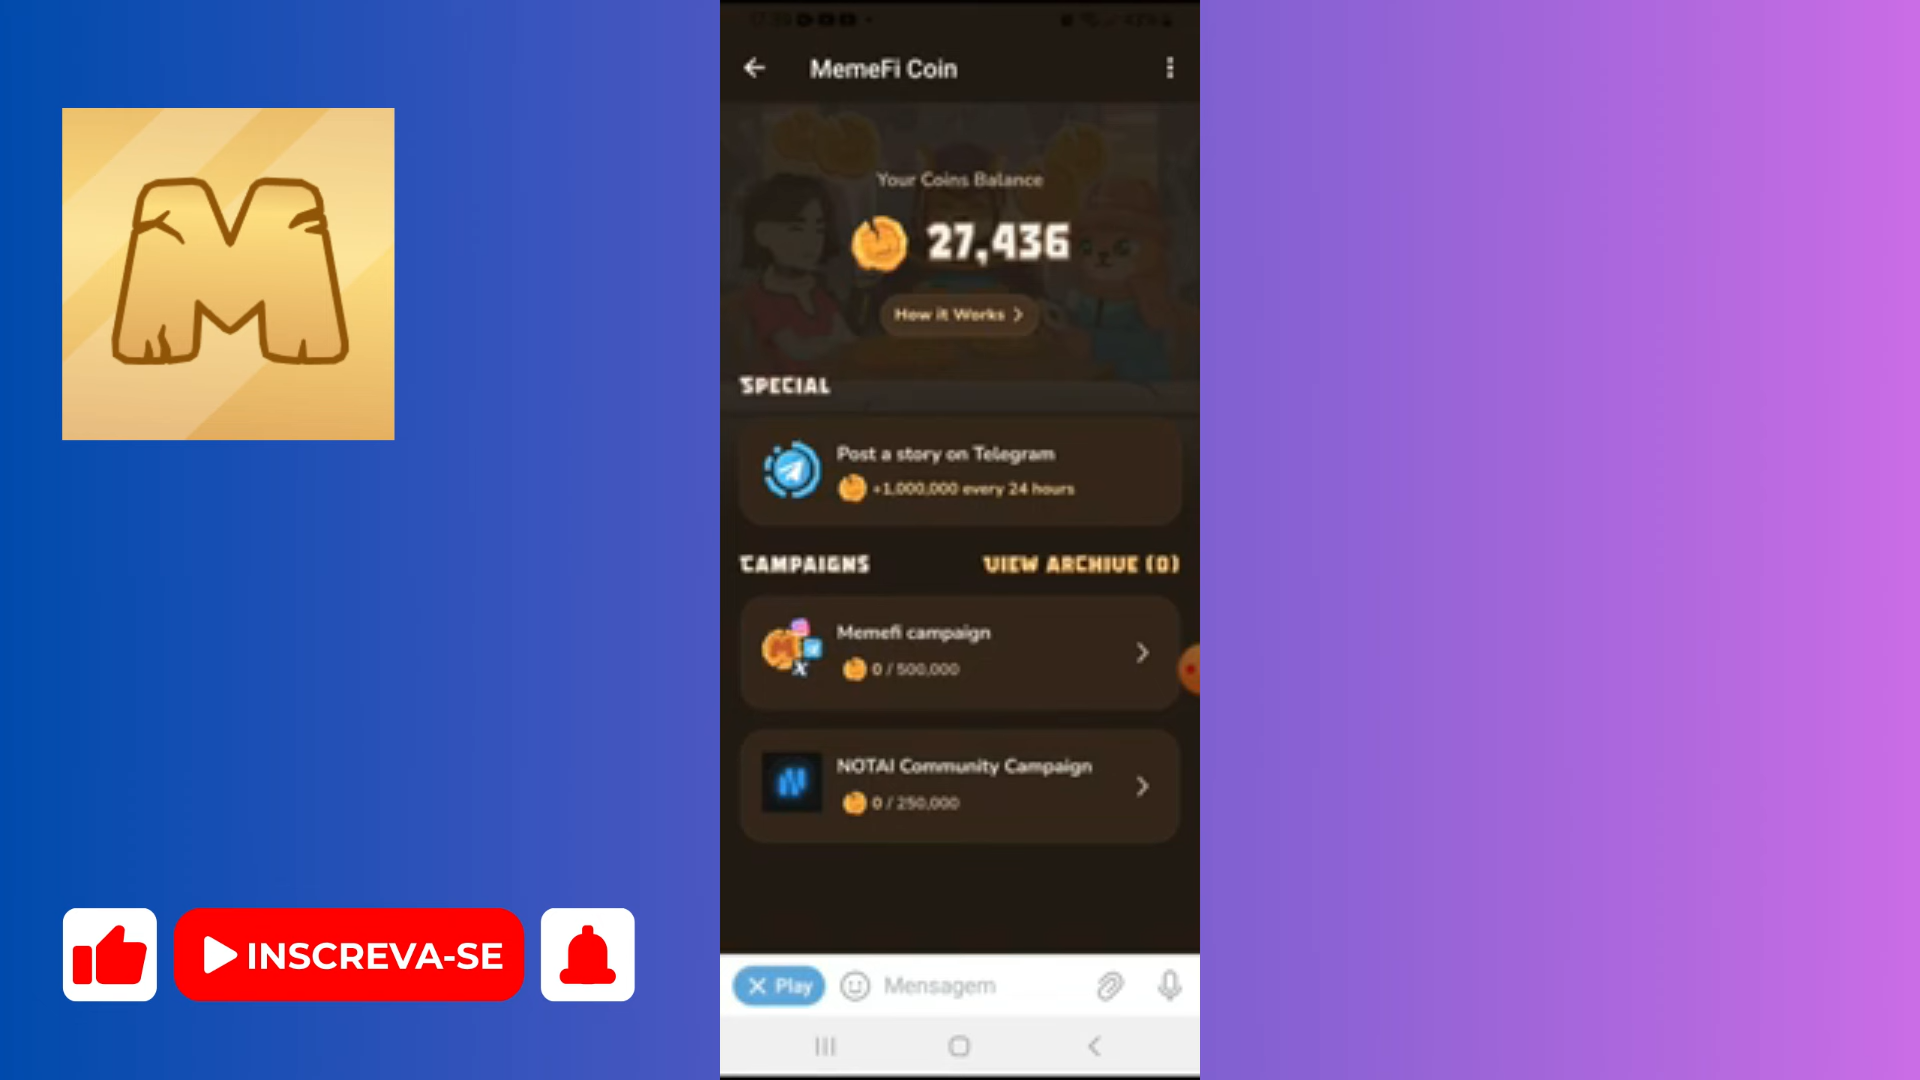 MemeFi Coin
Your Coins Balance
27,436
How it Works
SPECIAL
Post a story on Telegram
+1,000,000 every 24 hours
CAMPAIGNS
VIEW ARCHIVE (0)
Memefi campaign
0 / 500,000
NOTAI Community Campaign
0 / 250,000
INSCREVA-SE
Play
Mensagem
M